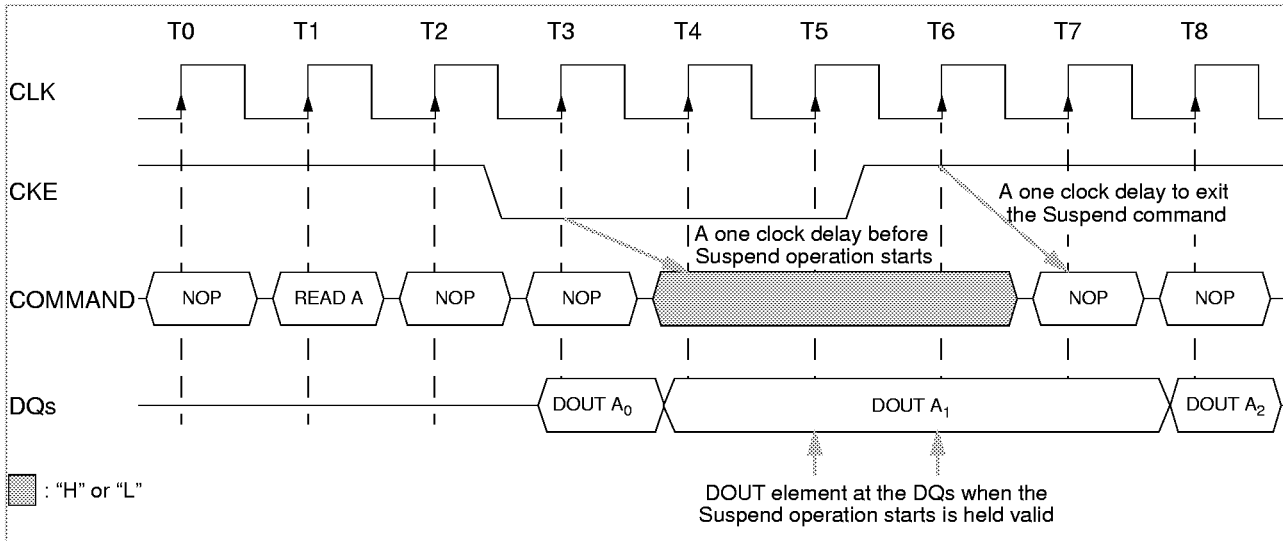 T0 T1 T2 T3 T4 T5 T6 T7 T8
CLK
CKE
A one clock delay to exit
the Suspend command
A one clock delay before
Suspend operation starts
COMMAND NOP READ A NOP NOP NOP NOP
DQs DOUT A0 DOUT A1 DOUT A2
: “H” or “L”
DOUT element at the DQs when the
Suspend operation starts is held valid